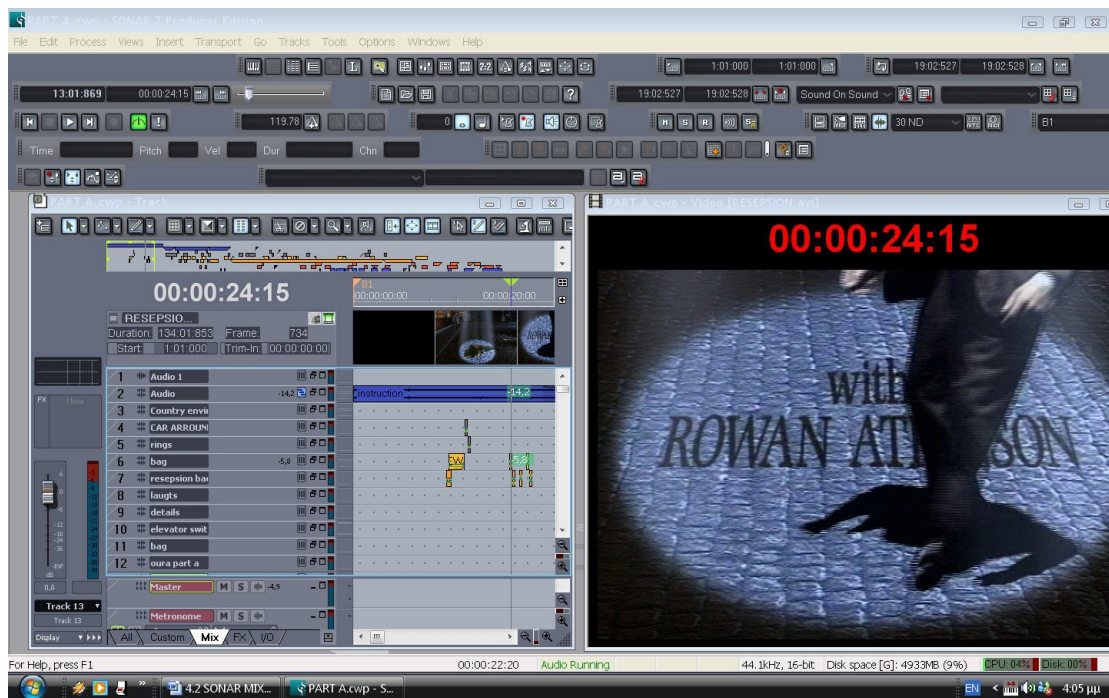 PART A.cwp - SONAR 7 Producer Edition
File Edit Process Views Insert Transport Go Tracks Tools Options Windows Help
1:01:000 1:01:000 19:02:527 19:02:528
13:01:869 00:00:24:15 19:02:527 19:02:528 Sound On Sound
119.78 0 M S R 30 ND B1
Time Pitch Vel Dur Chn
PART A.cwp - Track
PART A.cwp - Video [RESEPSION.avi]
00:00:24:15
00:00:24:15
B1
00:00:00:00 00:00:20:00
RESEPSIO...
Duration: 134:01:853 Frame: 734
Start: 1:01:000 Trim-In: 00:00:00:00
with
ROWAN AT SON
FX None
1 Audio 1
2 Audio -14,2 instruction -14,2
3 Country envi
4 CAR ARROUN
5 rings
6 bag -5,8 EW -5,8
7 resepsion ba
8 laugts
9 details
10 elevator swit
11 bag
12 oura part a
0,0
Master M S -4,9
Track 13
Track 13
Metronome M S
Display All Custom Mix FX I/O
For Help, press F1 00:00:22:20 Audio Running 44.1kHz, 16-bit Disk space [G]: 4933MB (9%) CPU: 04% Disk: 00%
4.2 SONAR MIX... PART A.cwp - S... EN 4:05 μμ